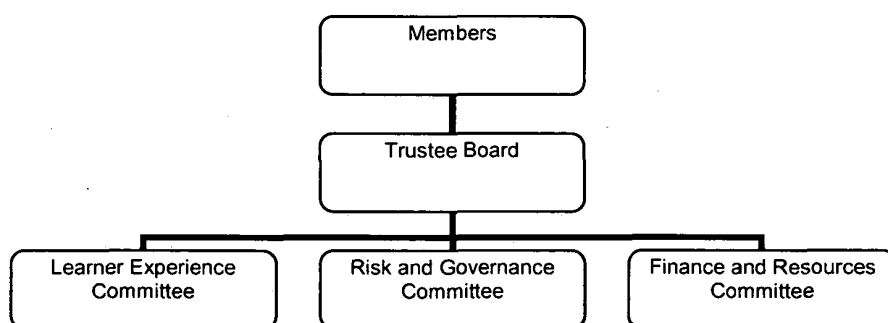 Members
Trustee Board
Learner Experience
Committee
Risk and Governance
Committee
Finance and Resources
Committee